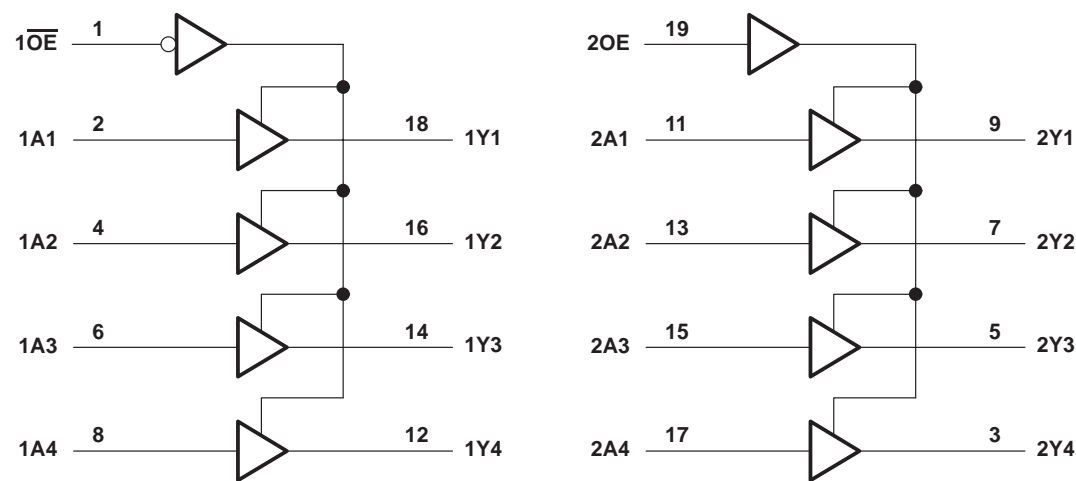 1O̅E̅ 1 2OE 19
1A1 2 18 1Y1 2A1 11 9 2Y1
1A2 4 16 1Y2 2A2 13 7 2Y2
1A3 6 14 1Y3 2A3 15 5 2Y3
1A4 8 12 1Y4 2A4 17 3 2Y4